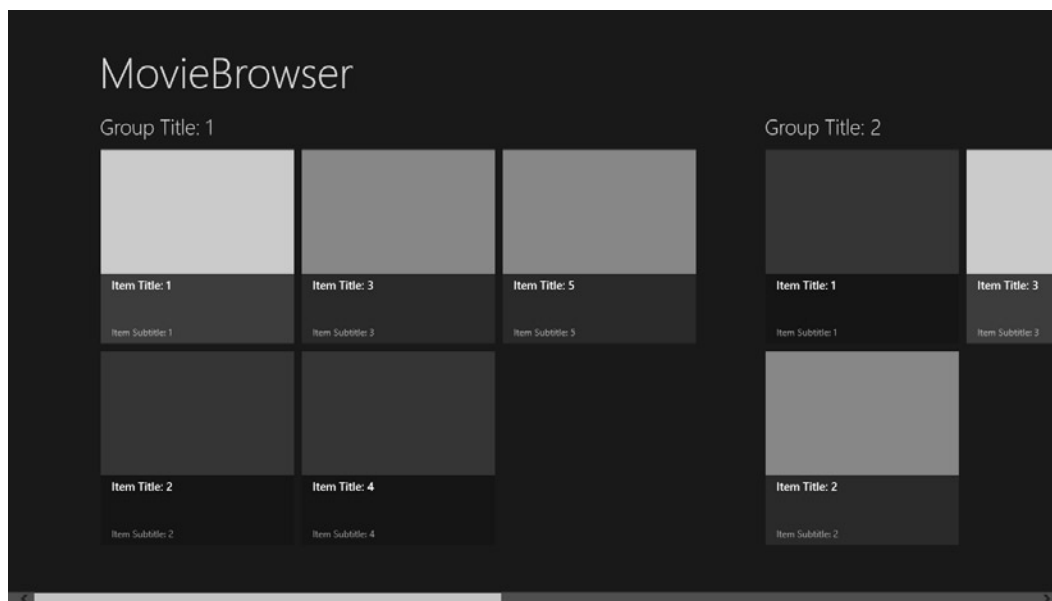 MovieBrowser
Group Title: 1
Item Title: 1
Item Subtitle: 1
Item Title: 3
Item Subtitle: 3
Item Title: 5
Item Subtitle: 5
Item Title: 2
Item Subtitle: 2
Item Title: 4
Item Subtitle: 4
Group Title: 2
Item Title: 1
Item Subtitle: 1
Item Title: 3
Item Subtitle: 3
Item Title: 2
Item Subtitle: 2